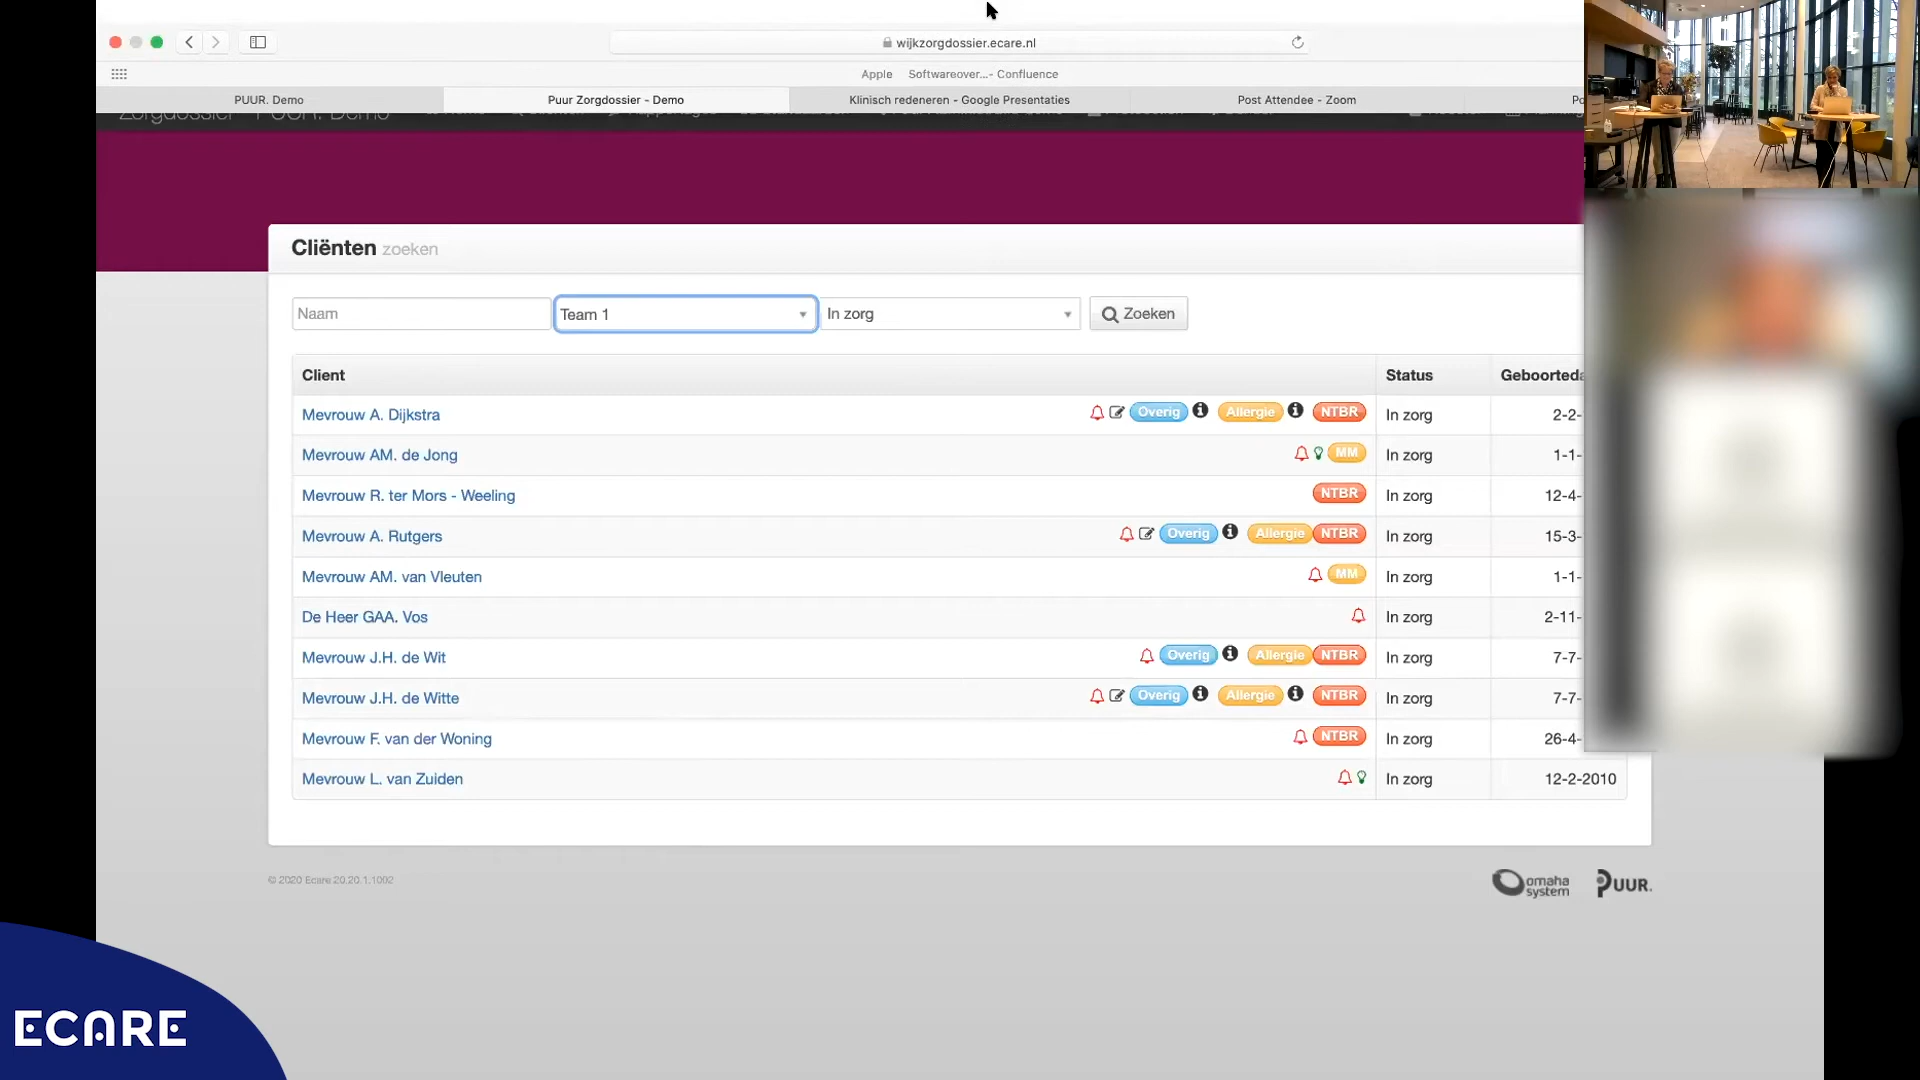 wijkzorgdossier.ecare.nl
Apple Softwareover...- Confluence
PUUR. Demo Puur Zorgdossier - Demo Klinisch redeneren - Google Presentaties Post Attendee - Zoom
Zorgdossier PUUR. Demo
Cliënten zoeken
Naam Team 1 In zorg Zoeken
Client Status
Mevrouw A. Dijkstra Overig Allergie NTBR In zorg 2-2-
Mevrouw AM. de Jong MM In zorg 1-1-
Mevrouw R. ter Mors - Weeling NTBR In zorg 12-4-
Mevrouw A. Rutgers Overig Allergie NTBR In zorg 15-3-
Mevrouw AM. van Vleuten MM In zorg 1-1-
De Heer GAA. Vos In zorg 2-11-
Mevrouw J.H. de Wit Overig Allergie NTBR In zorg 7-7-
Mevrouw J.H. de Witte Overig Allergie NTBR In zorg 7-7-
Mevrouw F. van der Woning NTBR In zorg 26-4-
Mevrouw L. van Zuiden In zorg 12-2-2010
© 2020 Ecare 20.20.1.1002
omaha system PUUR.
ECARE